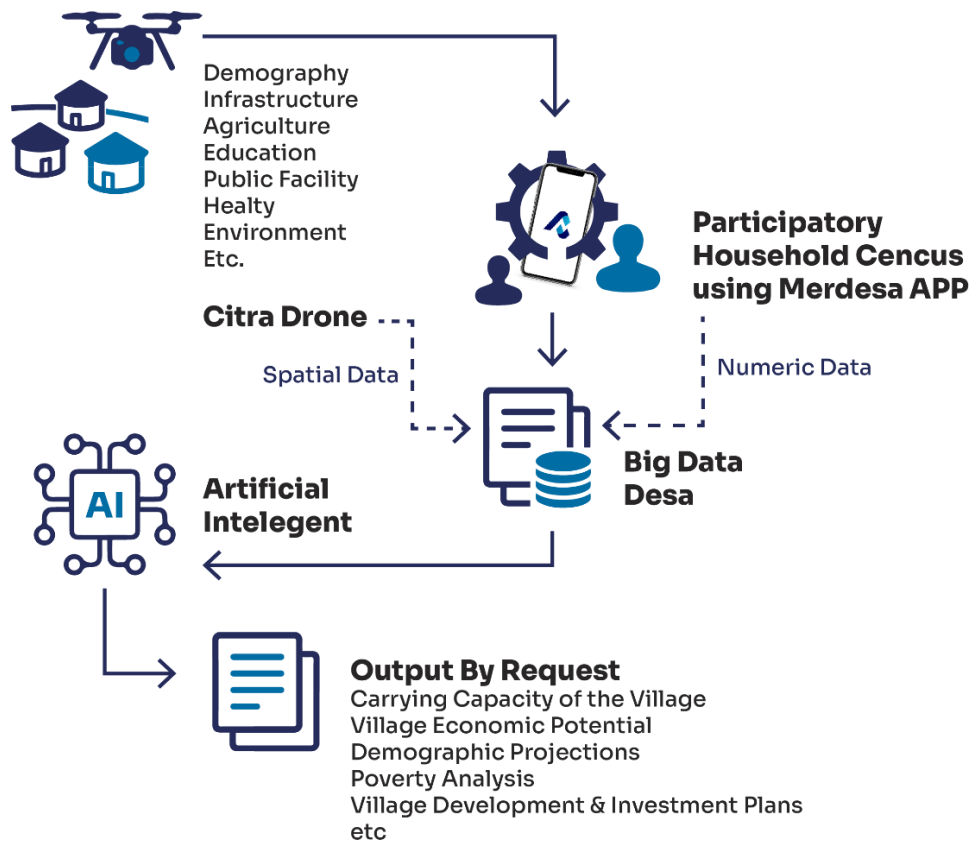 Demography
Infrastructure
Agriculture
Education
Public Facility
Healty
Environment
Etc.
Participatory
Household Cencus
using Merdesa APP
Citra Drone
Spatial Data
Numeric Data
Big Data
Desa
AI
Artificial
Intelegent
Output By Request
Carrying Capacity of the Village
Village Economic Potential
Demographic Projections
Poverty Analysis
Village Development & Investment Plans
etc